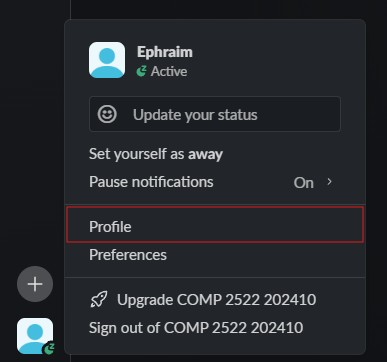 Ephraim
Active
Update your status
Set yourself as away
Pause notifications On
Profile
Preferences
Upgrade COMP 2522 202410
Sign out of COMP 2522 202410